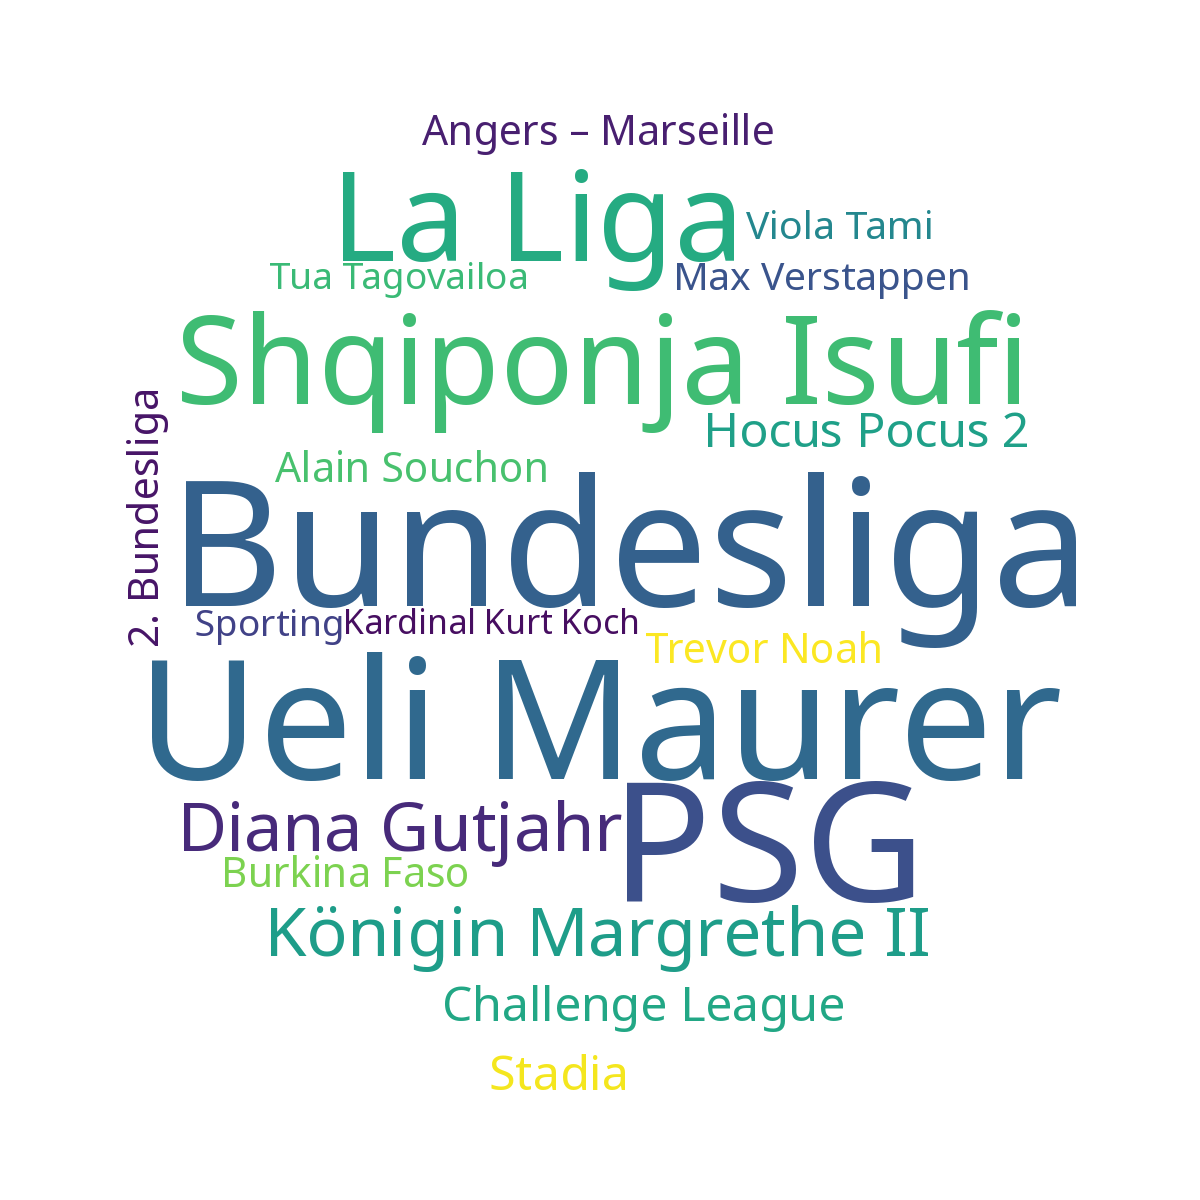 Angers – Marseille
La Liga
Viola Tami
Tua Tagovailoa
Max Verstappen
Shqiponja Isufi
Hocus Pocus 2
2. Bundesliga
Alain Souchon
Bundesliga
Sporting
Kardinal Kurt Koch
Trevor Noah
Ueli Maurer
PSG
Diana Gutjahr
Burkina Faso
Königin Margrethe II
Challenge League
Stadia